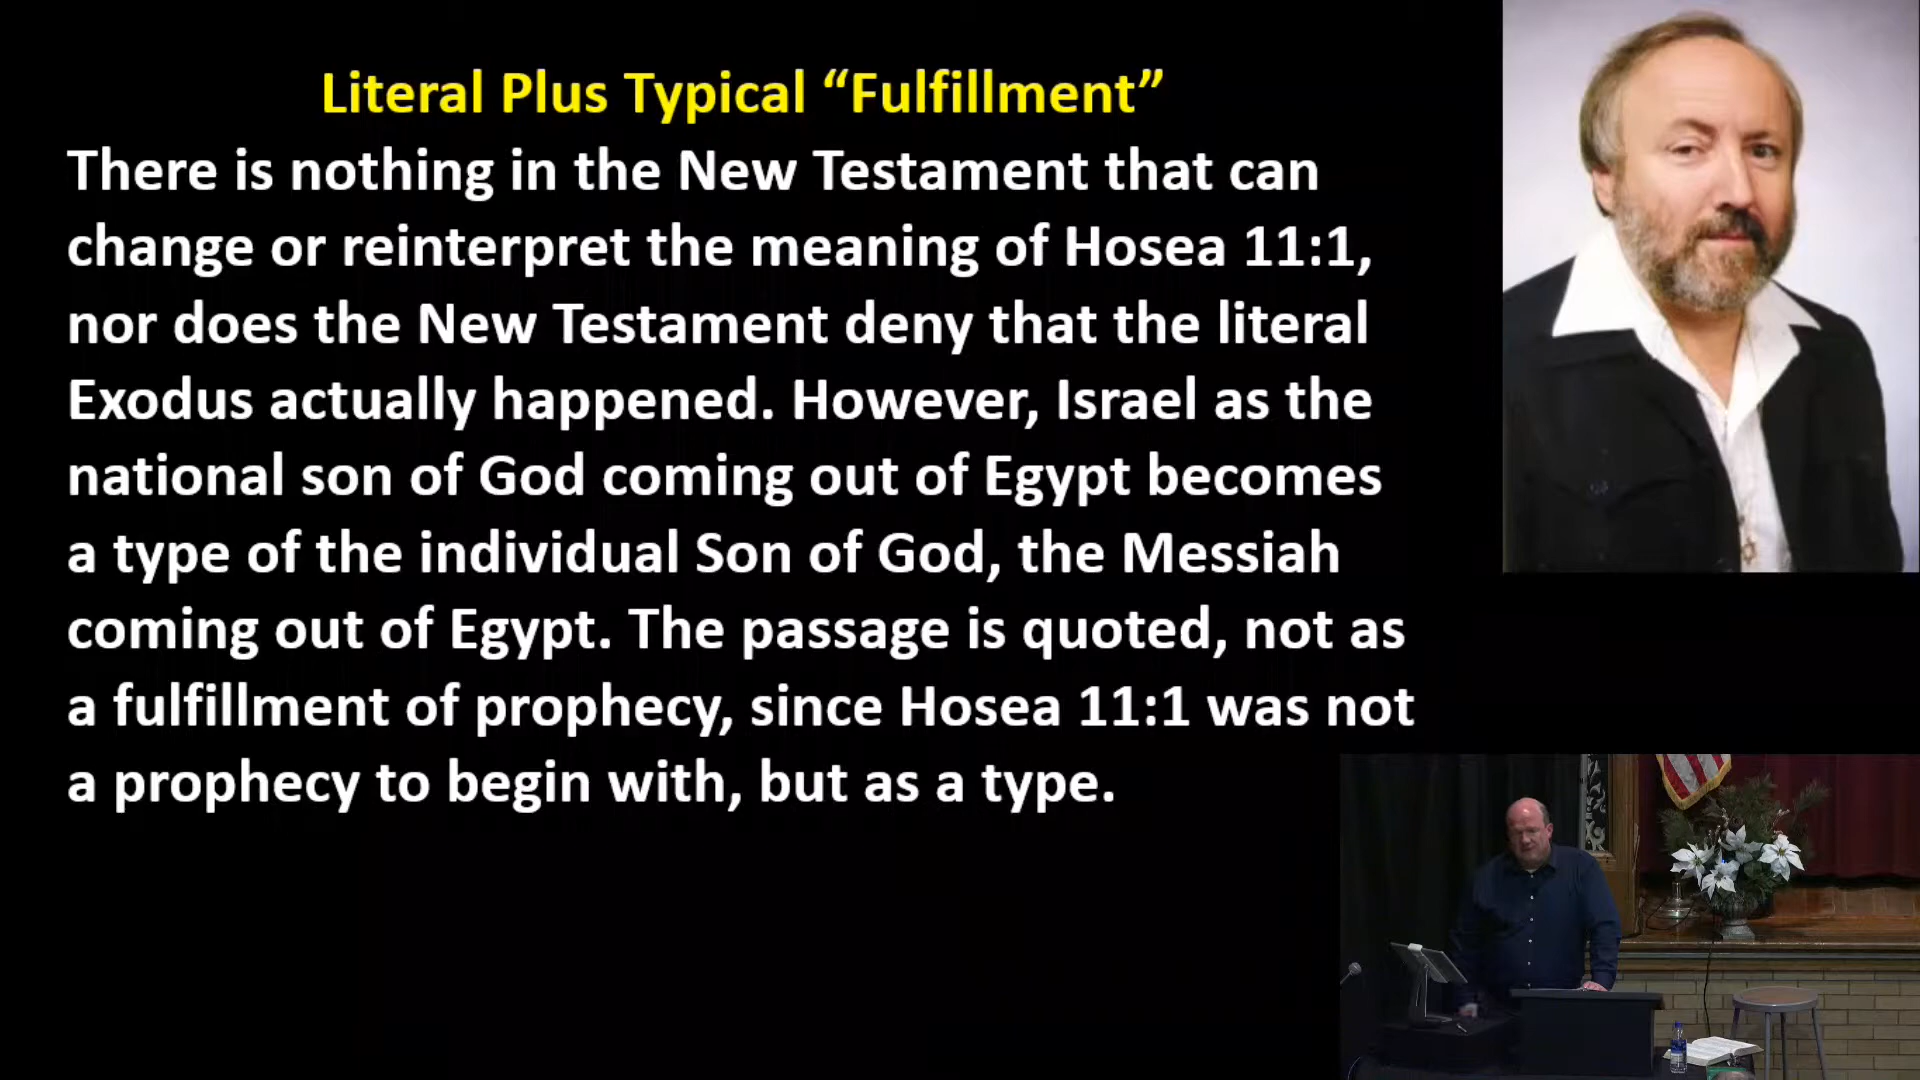 Literal Plus Typical “Fulfillment”
There is nothing in the New Testament that can
change or reinterpret the meaning of Hosea 11:1,
nor does the New Testament deny that the literal
Exodus actually happened. However, Israel as the
national son of God coming out of Egypt becomes
a type of the individual Son of God, the Messiah
coming out of Egypt. The passage is quoted, not as
a fulfillment of prophecy, since Hosea 11:1 was not
a prophecy to begin with, but as a type.